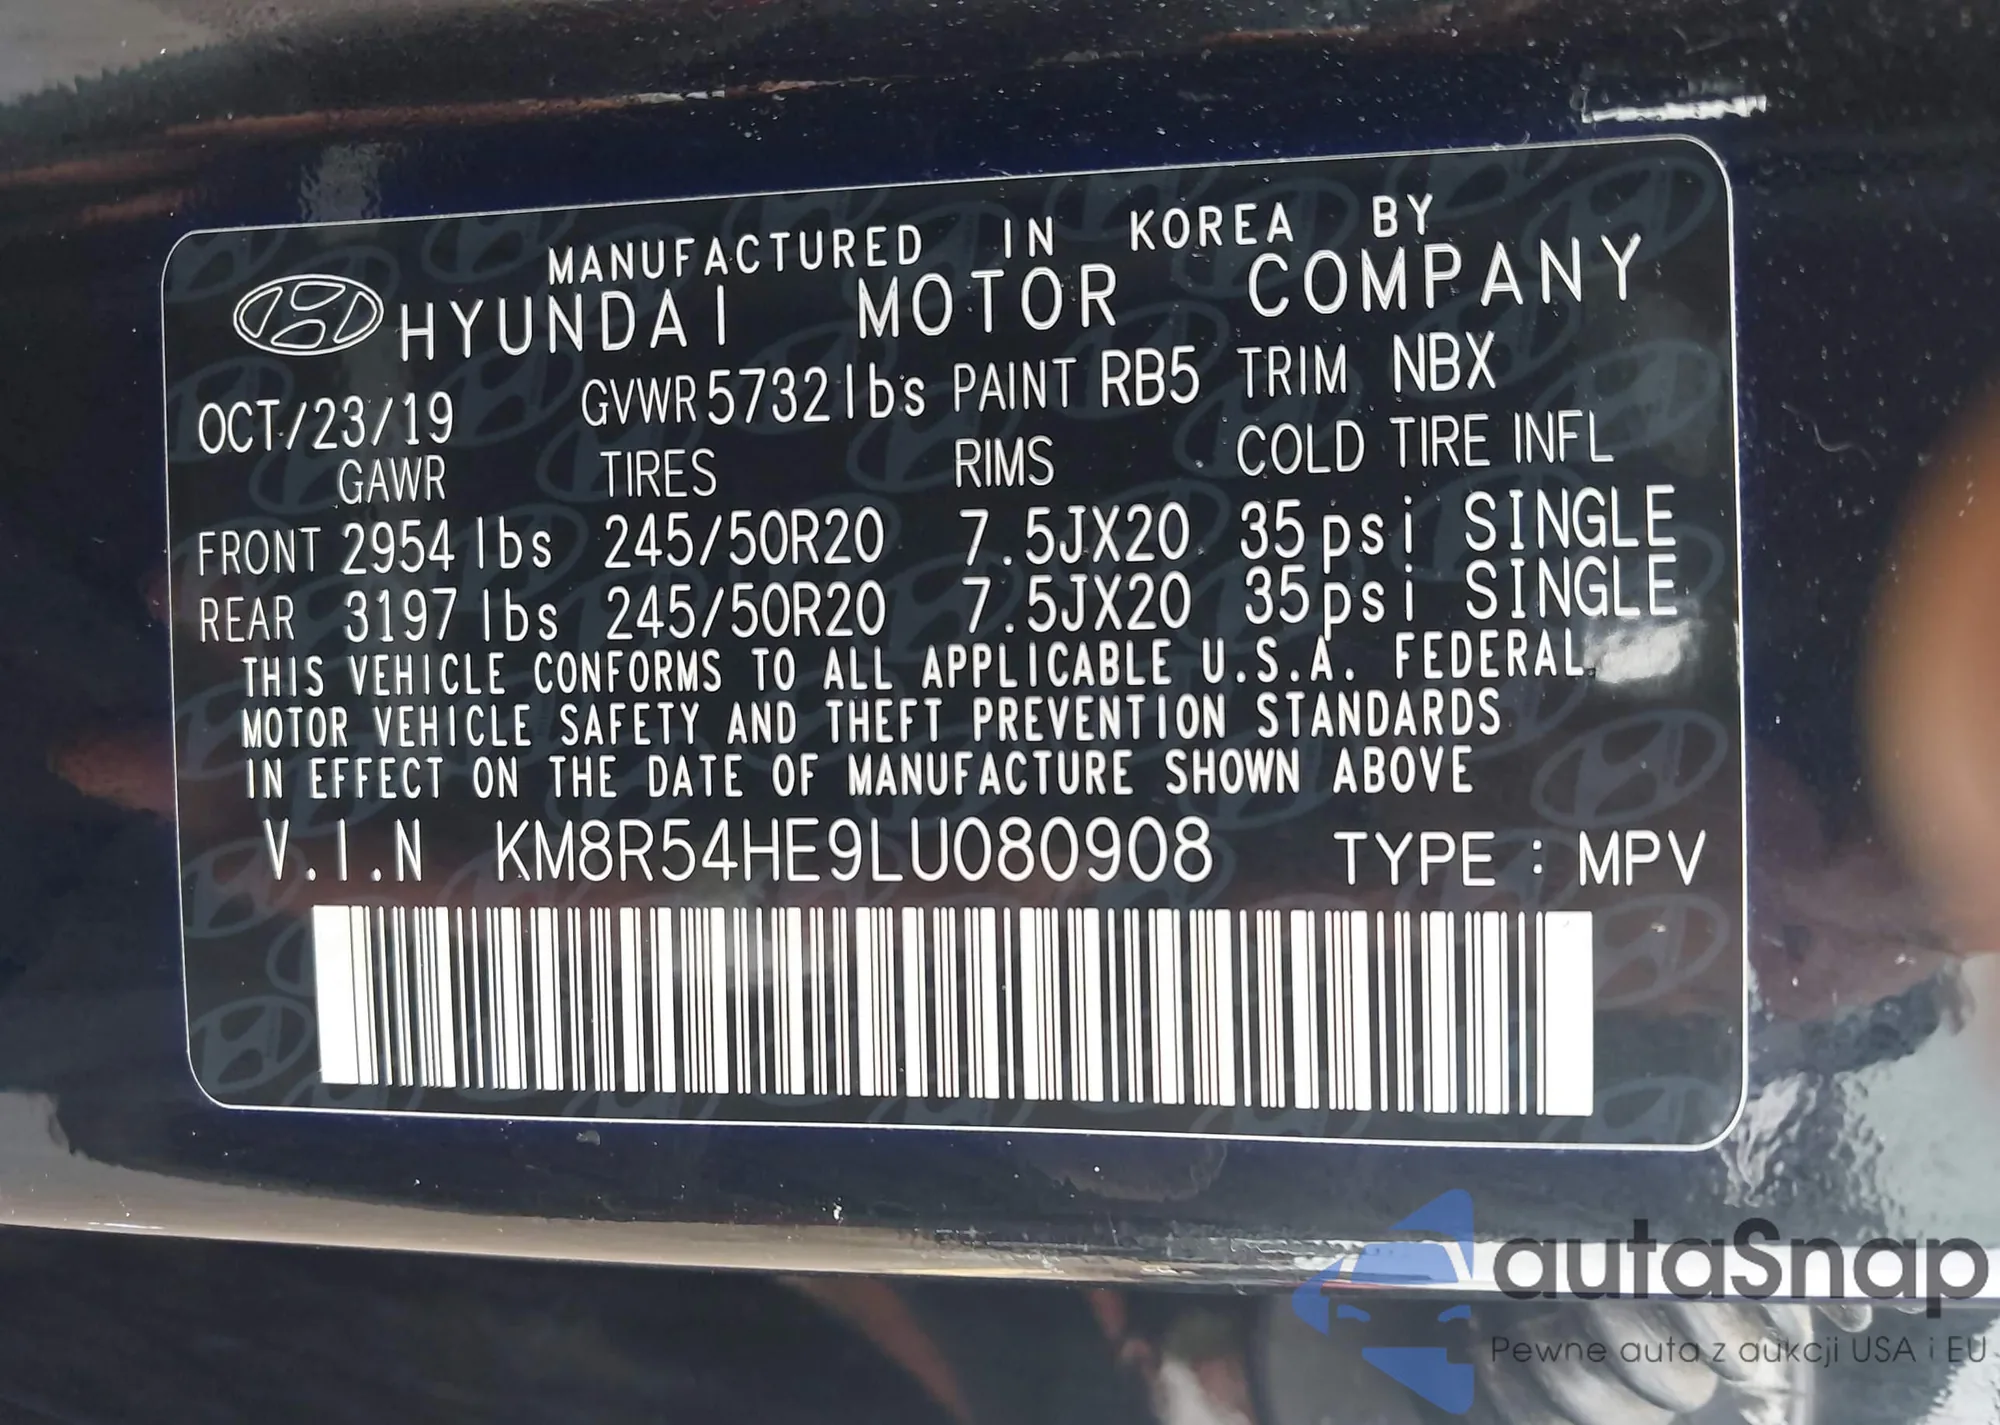 MANUFACTURED IN KOREA BY
HYUNDAI MOTOR COMPANY
OCT/23/19 GVWR 5732lbs PAINT RB5 TRIM NBX
GAWR TIRES RIMS COLD TIRE INFL
FRONT 2954 lbs 245/50R20 7.5JX20 35psi SINGLE
REAR 3197 lbs 245/50R20 7.5JX20 35psi SINGLE
THIS VEHICLE CONFORMS TO ALL APPLICABLE U.S.A. FEDERAL
MOTOR VEHICLE SAFETY AND THEFT PREVENTION STANDARDS
IN EFFECT ON THE DATE OF MANUFACTURE SHOWN ABOVE
V.I.N KM8R54HE9LU080908 TYPE : MPV
autaSnap
Pewne auta z aukcji USA i EU